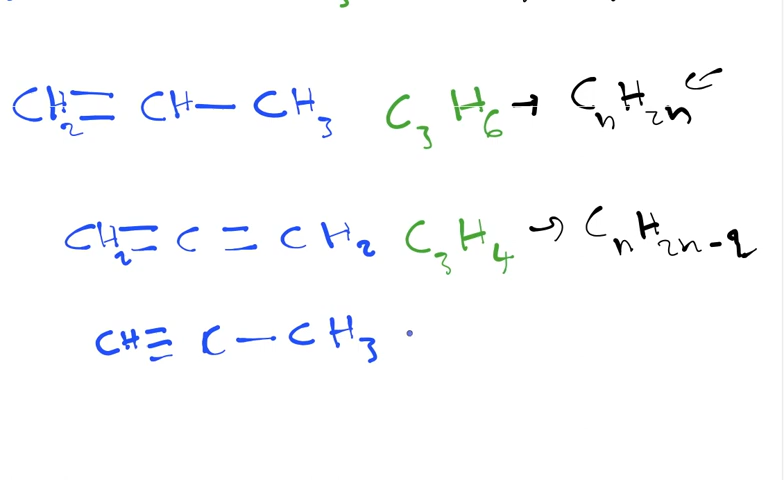 CH₂=CH—CH₃ C₃H₆ → CₙH₂ₙ
CH₂=C=CH₂ C₃H₄ → CₙH₂ₙ₋₂
CH≡C—CH₃